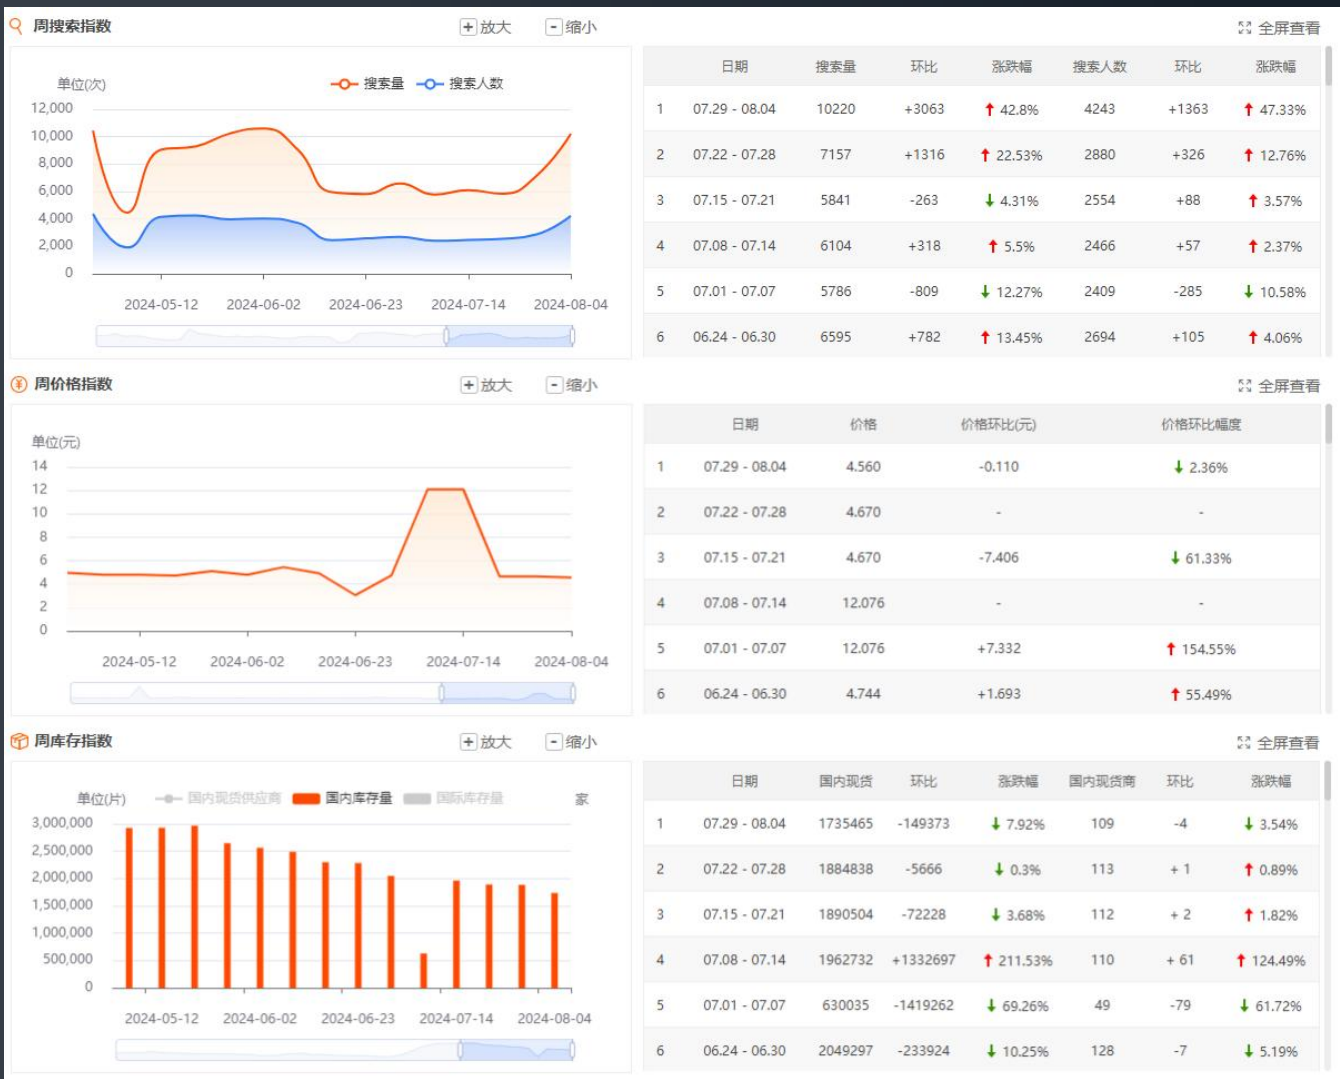 周搜索指数 + 放大 - 缩小 全屏查看
单位(次) 搜索量 搜索人数
12,000
10,000
8,000
6,000
4,000
2,000
0
2024-05-12 2024-06-02 2024-06-23 2024-07-14 2024-08-04
日期 搜索量 环比 涨跌幅 搜索人数 环比 涨跌幅
1 07.29 - 08.04 10220 +3063 ↑ 42.8% 4243 +1363 ↑ 47.33%
2 07.22 - 07.28 7157 +1316 ↑ 22.53% 2880 +326 ↑ 12.76%
3 07.15 - 07.21 5841 -263 ↓ 4.31% 2554 +88 ↑ 3.57%
4 07.08 - 07.14 6104 +318 ↑ 5.5% 2466 +57 ↑ 2.37%
5 07.01 - 07.07 5786 -809 ↓ 12.27% 2409 -285 ↓ 10.58%
6 06.24 - 06.30 6595 +782 ↑ 13.45% 2694 +105 ↑ 4.06%
周价格指数 + 放大 - 缩小 全屏查看
单位(元)
14
12
10
8
6
4
2
0
2024-05-12 2024-06-02 2024-06-23 2024-07-14 2024-08-04
日期 价格 价格环比(元) 价格环比幅度
1 07.29 - 08.04 4.560 -0.110 ↓ 2.36%
2 07.22 - 07.28 4.670 - -
3 07.15 - 07.21 4.670 -7.406 ↓ 61.33%
4 07.08 - 07.14 12.076 - -
5 07.01 - 07.07 12.076 +7.332 ↑ 154.55%
6 06.24 - 06.30 4.744 +1.693 ↑ 55.49%
周库存指数 + 放大 - 缩小 全屏查看
单位(片) 国内现货供应商 国内库存量 国际库存量 家
3,000,000
2,500,000
2,000,000
1,500,000
1,000,000
500,000
0
2024-05-12 2024-06-02 2024-06-23 2024-07-14 2024-08-04
日期 国内现货 环比 涨跌幅 国内现货商 环比 涨跌幅
1 07.29 - 08.04 1735465 -149373 ↓ 7.92% 109 -4 ↓ 3.54%
2 07.22 - 07.28 1884838 -5666 ↓ 0.3% 113 + 1 ↑ 0.89%
3 07.15 - 07.21 1890504 -72228 ↓ 3.68% 112 + 2 ↑ 1.82%
4 07.08 - 07.14 1962732 +1332697 ↑ 211.53% 110 + 61 ↑ 124.49%
5 07.01 - 07.07 630035 -1419262 ↓ 69.26% 49 -79 ↓ 61.72%
6 06.24 - 06.30 2049297 -233924 ↓ 10.25% 128 -7 ↓ 5.19%